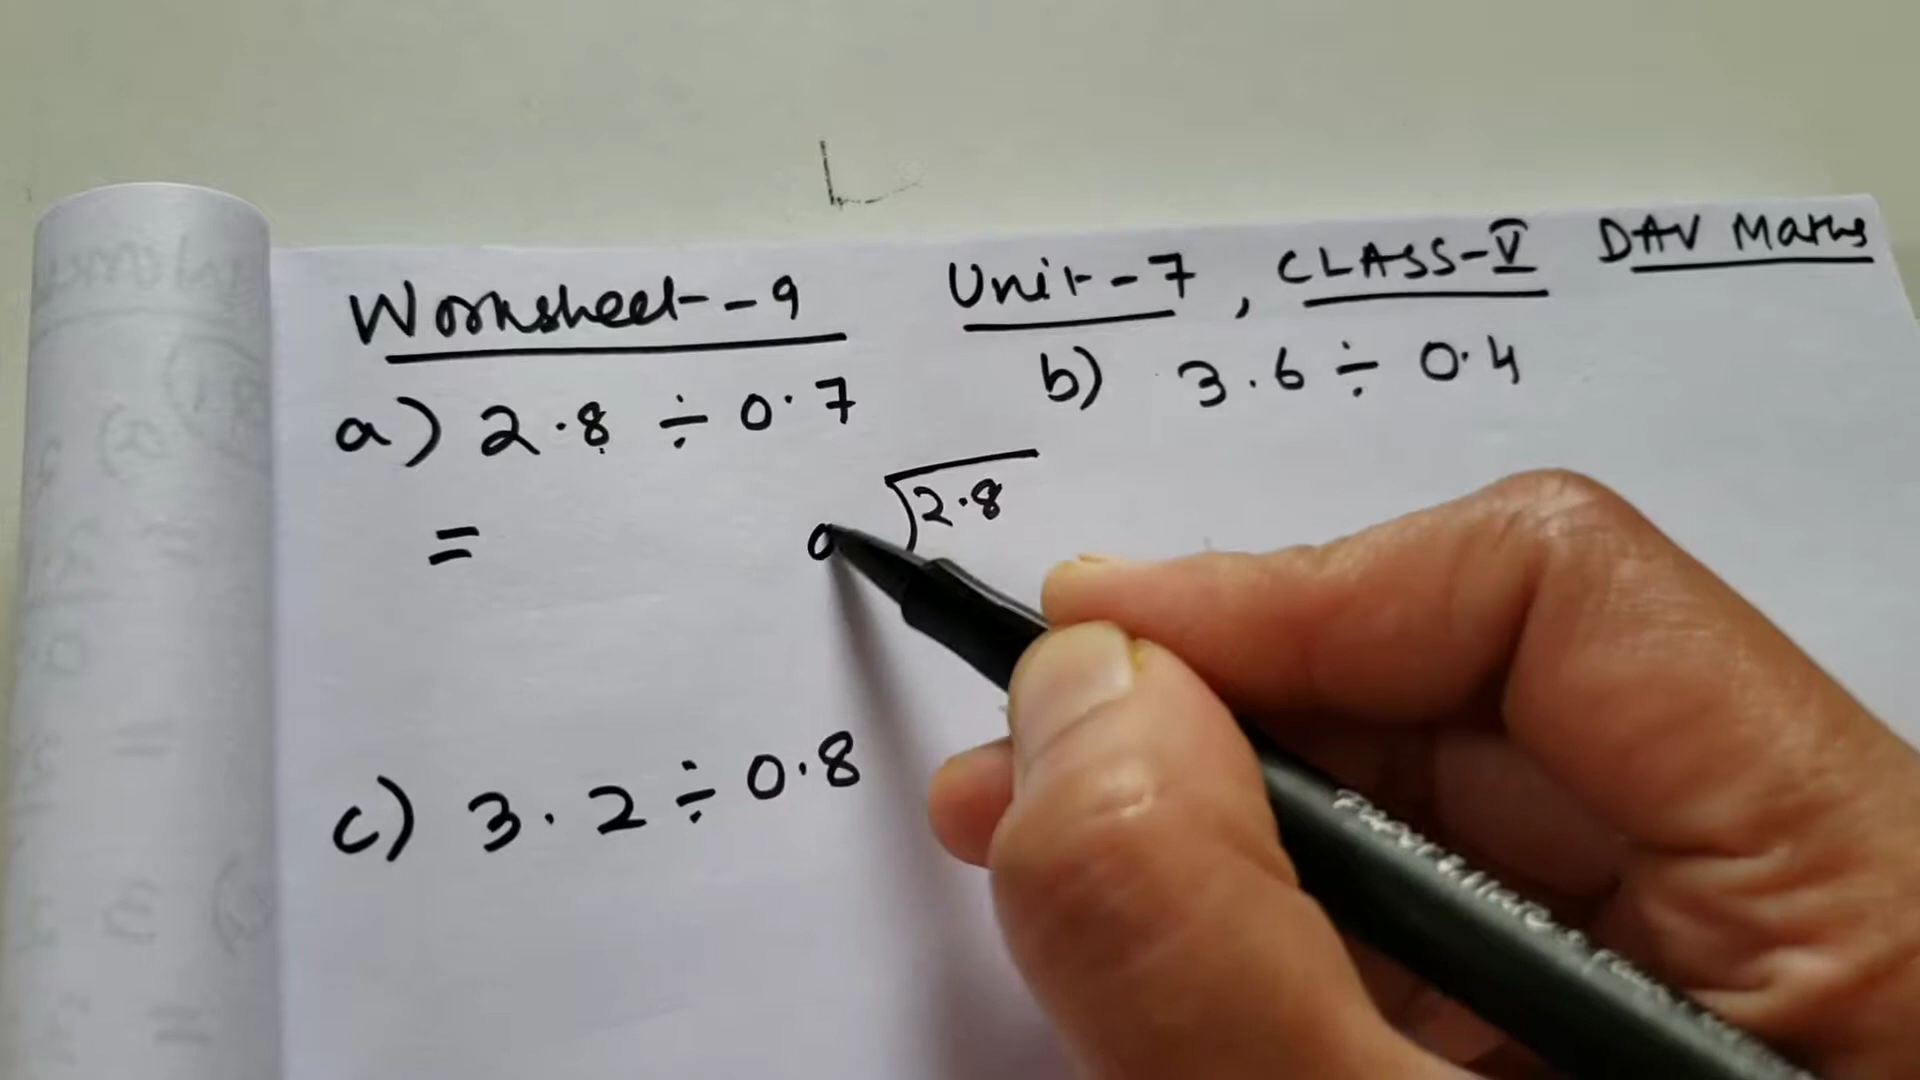 Worksheet-9 Unit-7, CLASS-V DAV Maths
a) 2.8 ÷ 0.7 b) 3.6 ÷ 0.4
= 0 2.8
c) 3.2 ÷ 0.8